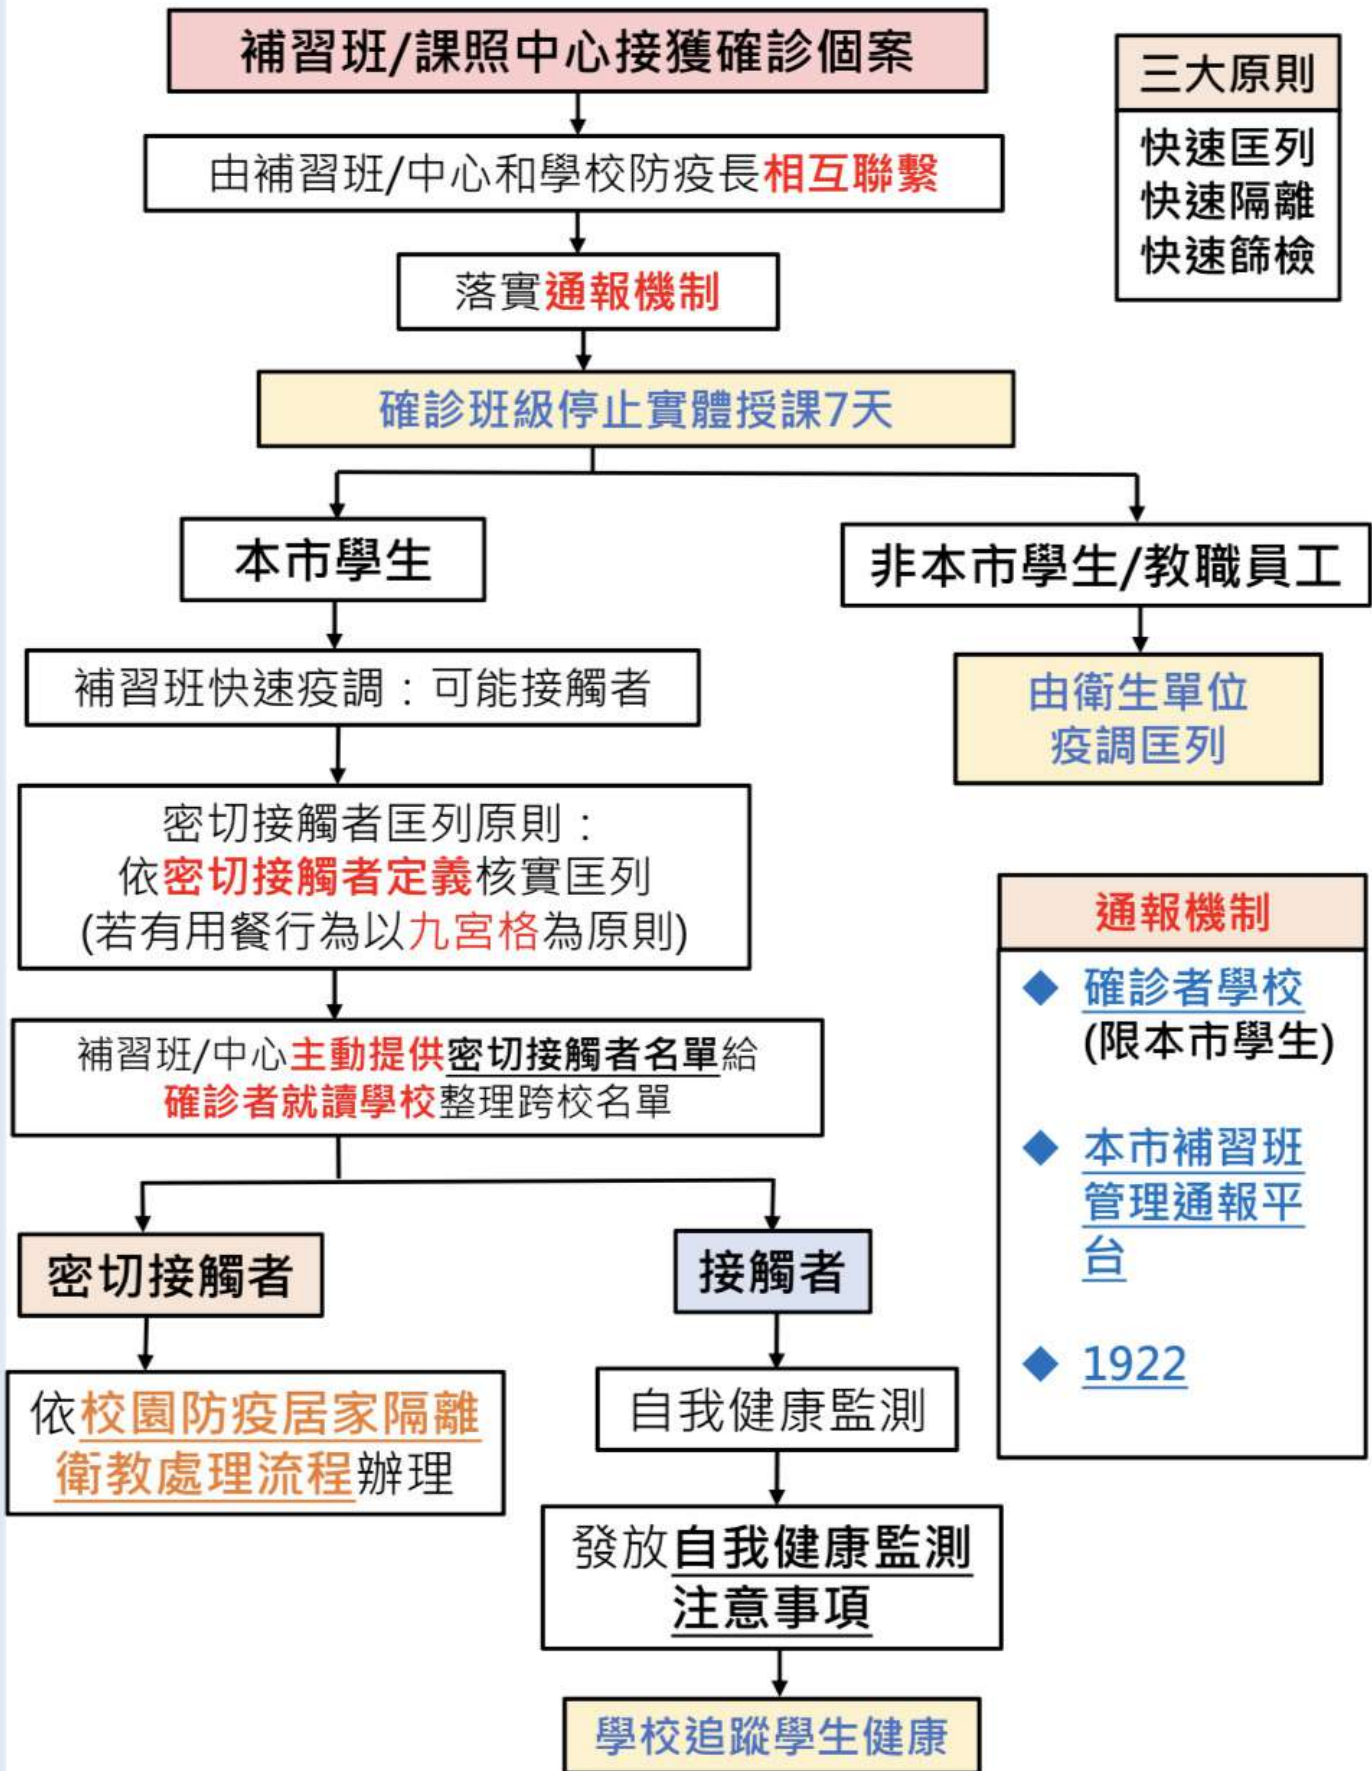 補習班/課照中心接獲確診個案
三大原則
快速匡列
快速隔離
快速篩檢
由補習班/中心和學校防疫長相互聯繫
落實通報機制
確診班級停止實體授課7天
本市學生
非本市學生/教職員工
補習班快速疫調：可能接觸者
由衛生單位
疫調匡列
密切接觸者匡列原則：
依密切接觸者定義核實匡列
(若有用餐行為以九宮格為原則)
補習班/中心主動提供密切接觸者名單給
確診者就讀學校整理跨校名單
通報機制
◆ 確診者學校
(限本市學生)
◆ 本市補習班
管理通報平
台
◆ 1922
密切接觸者
接觸者
依校園防疫居家隔離
衛教處理流程辦理
自我健康監測
發放自我健康監測
注意事項
學校追蹤學生健康